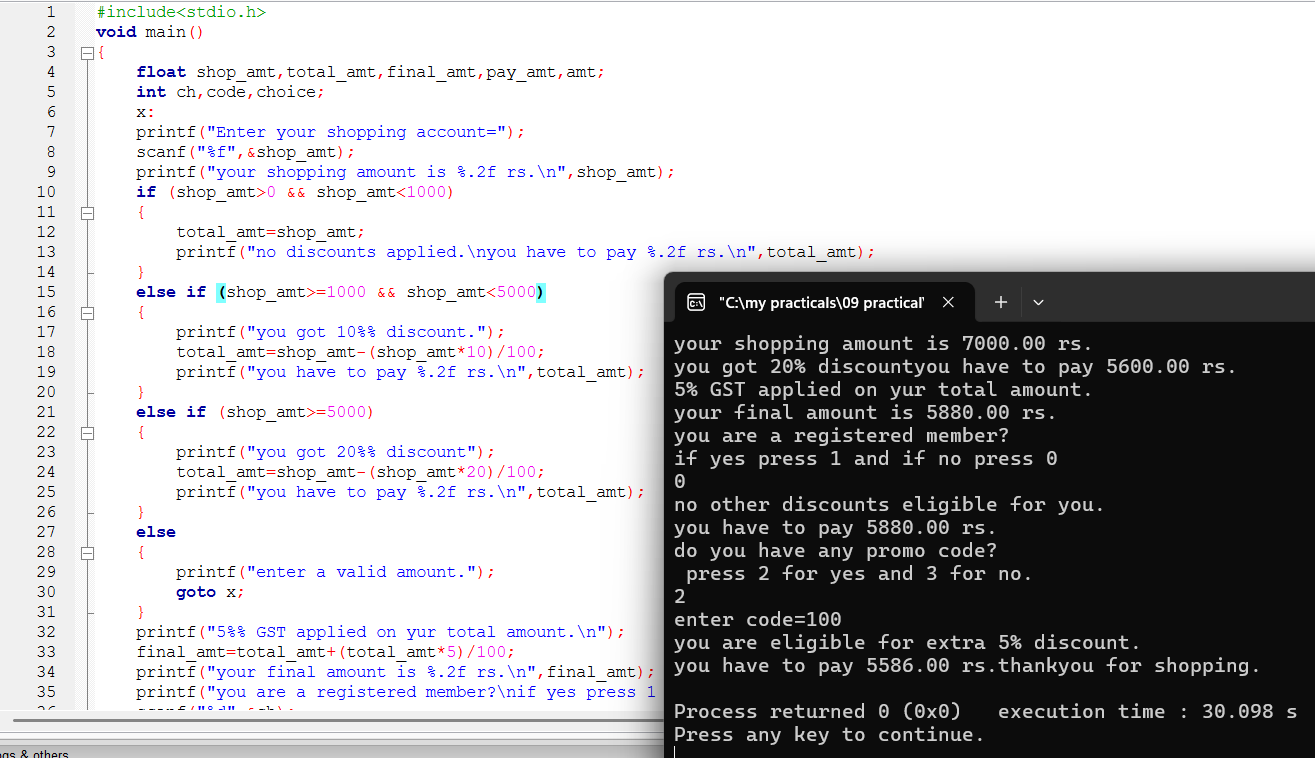 1 #include<stdio.h>
2 void main()
3 {
4 float shop_amt,total_amt,final_amt,pay_amt,amt;
5 int ch,code,choice;
6 x:
7 printf("Enter your shopping account=");
8 scanf("%f",&shop_amt);
9 printf("your shopping amount is %.2f rs.\n",shop_amt);
10 if (shop_amt>0 && shop_amt<1000)
11 {
12 total_amt=shop_amt;
13 printf("no discounts applied.\nyou have to pay %.2f rs.\n",total_amt);
14 }
15 else if (shop_amt>=1000 && shop_amt<5000)
16 {
17 printf("you got 10%% discount.");
18 total_amt=shop_amt-(shop_amt*10)/100;
19 printf("you have to pay %.2f rs.\n",total_amt);
20 }
21 else if (shop_amt>=5000)
22 {
23 printf("you got 20%% discount");
24 total_amt=shop_amt-(shop_amt*20)/100;
25 printf("you have to pay %.2f rs.\n",total_amt);
26 }
27 else
28 {
29 printf("enter a valid amount.");
30 goto x;
31 }
32 printf("5%% GST applied on yur total amount.\n");
33 final_amt=total_amt+(total_amt*5)/100;
34 printf("your final amount is %.2f rs.\n",final_amt);
35 printf("you are a registered member?\nif yes press 1
& others
"C:\my practicals\09 practical'
your shopping amount is 7000.00 rs.
you got 20% discountyou have to pay 5600.00 rs.
5% GST applied on yur total amount.
your final amount is 5880.00 rs.
you are a registered member?
if yes press 1 and if no press 0
0
no other discounts eligible for you.
you have to pay 5880.00 rs.
do you have any promo code?
press 2 for yes and 3 for no.
2
enter code=100
you are eligible for extra 5% discount.
you have to pay 5586.00 rs.thankyou for shopping.
Process returned 0 (0x0) execution time : 30.098 s
Press any key to continue.